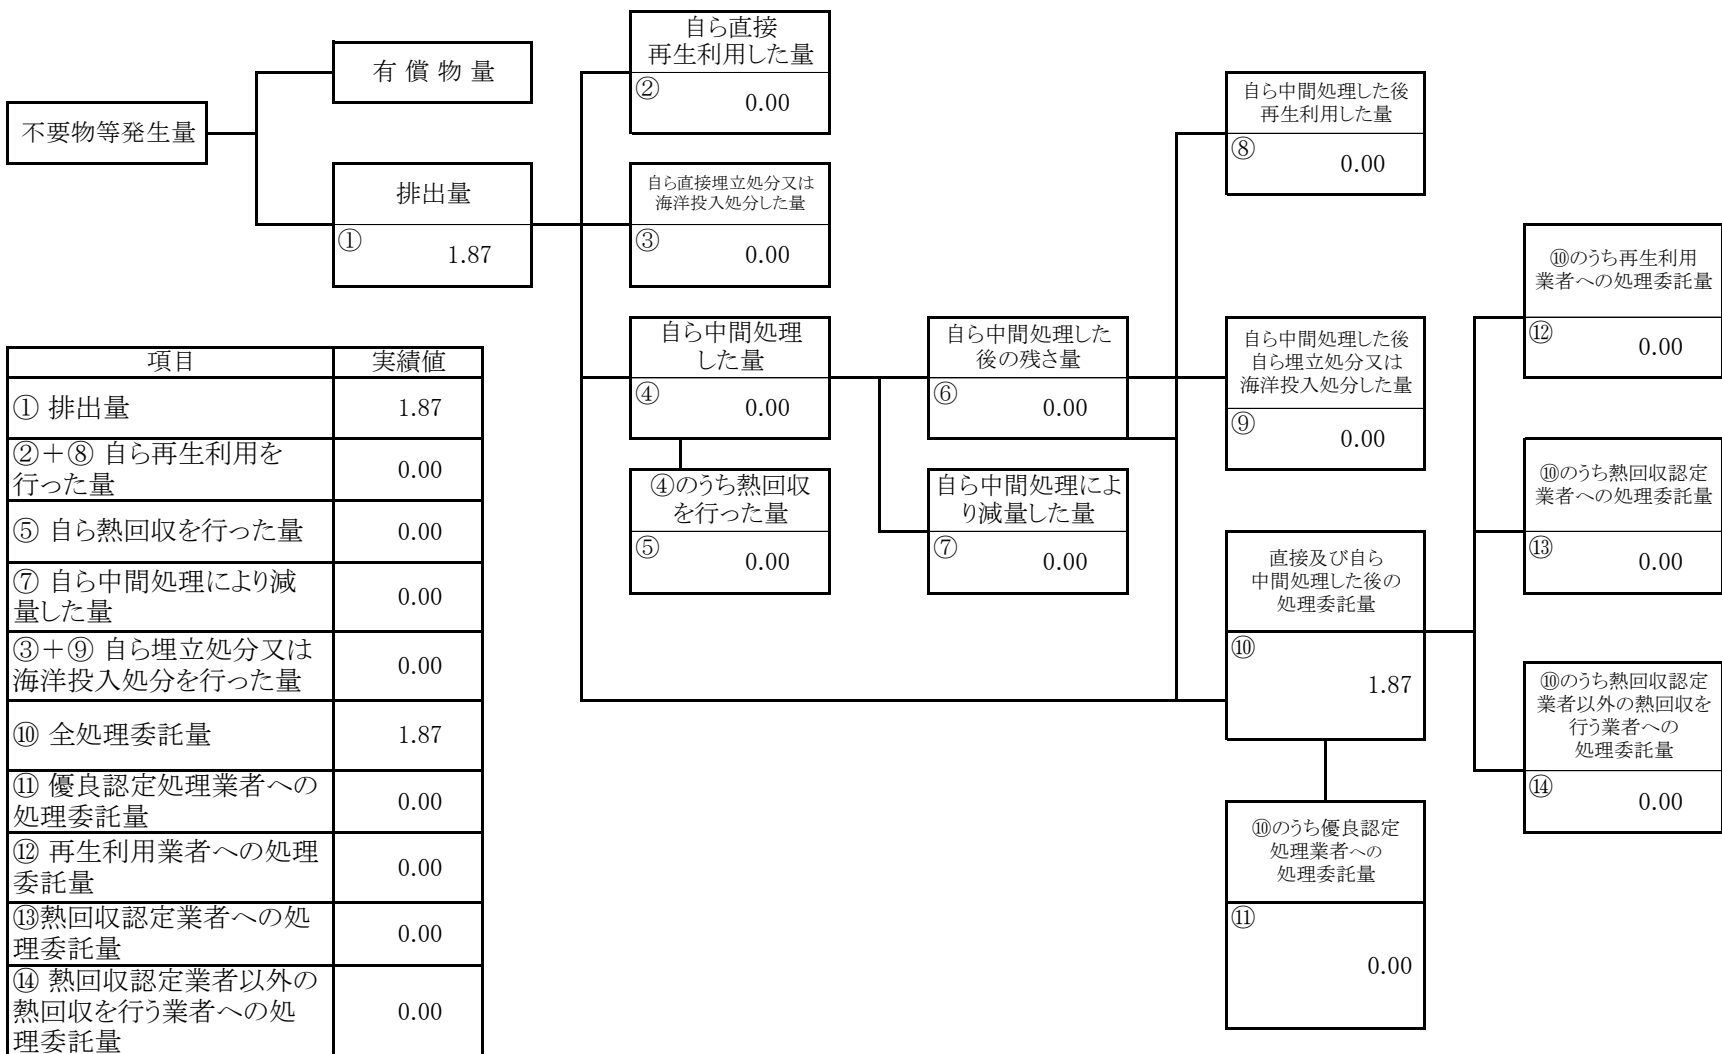 不要物等発生量
有 償 物 量
排出量
①
1.87
自ら直接
再生利用した量
②
0.00
自ら直接埋立処分又は
海洋投入処分した量
③
0.00
自ら中間処理
した量
④
0.00
④のうち熱回収
を行った量
⑤
0.00
自ら中間処理した
後の残さ量
⑥
0.00
自ら中間処理によ
り減量した量
⑦
0.00
自ら中間処理した後
再生利用した量
⑧
0.00
自ら中間処理した後
自ら埋立処分又は
海洋投入処分した量
⑨
0.00
直接及び自ら
中間処理した後の
処理委託量
⑩
1.87
⑩のうち優良認定
処理業者への
処理委託量
⑪
0.00
⑩のうち再生利用
業者への処理委託量
⑫
0.00
⑩のうち熱回収認定
業者への処理委託量
⑬
0.00
⑩のうち熱回収認定
業者以外の熱回収を
行う業者への
処理委託量
⑭
0.00
項目 実績値
① 排出量 1.87
②＋⑧ 自ら再生利用を
行った量 0.00
⑤ 自ら熱回収を行った量 0.00
⑦ 自ら中間処理により減
量した量 0.00
③＋⑨ 自ら埋立処分又は
海洋投入処分を行った量 0.00
⑩ 全処理委託量 1.87
⑪ 優良認定処理業者への
処理委託量 0.00
⑫ 再生利用業者への処理
委託量 0.00
⑬熱回収認定業者への処
理委託量 0.00
⑭ 熱回収認定業者以外の
熱回収を行う業者への処 0.00
理委託量